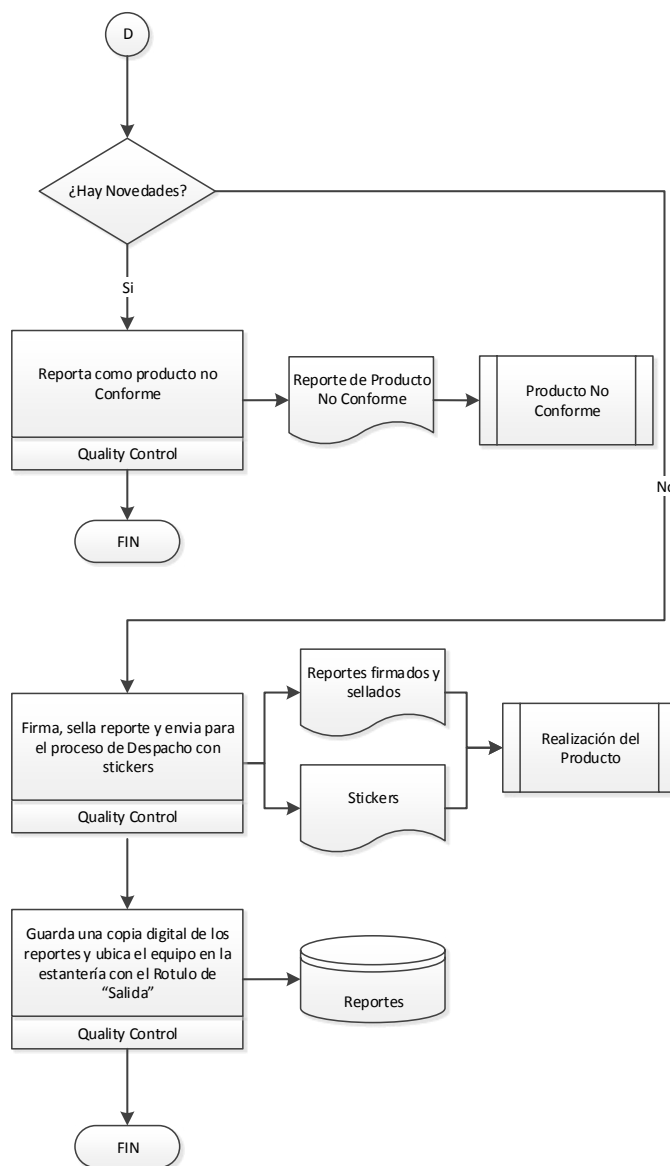 D
¿Hay Novedades?
Si
Reporta como producto no
Conforme
Quality Control
Reporte de Producto
No Conforme
Producto No
Conforme
No
FIN
Firma, sella reporte y envia para
el proceso de Despacho con
stickers
Quality Control
Reportes firmados y
sellados
Stickers
Realización del
Producto
Guarda una copia digital de los
reportes y ubica el equipo en la
estantería con el Rotulo de
“Salida”
Quality Control
Reportes
FIN